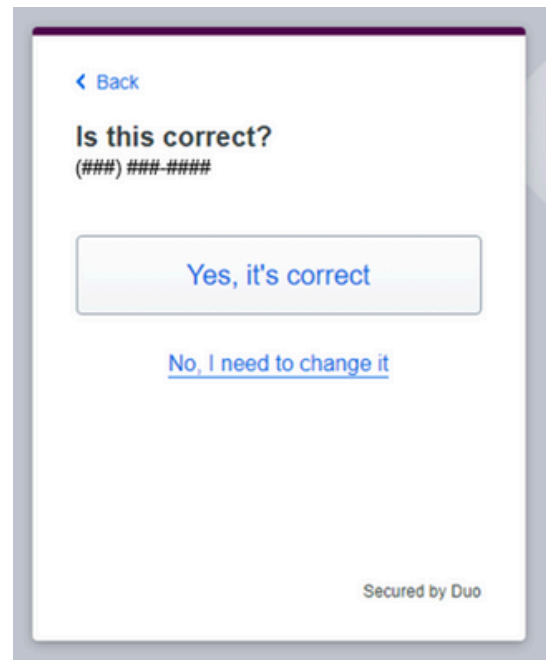 Back
Is this correct?
(###) ###-####
Yes, it's correct
No, I need to change it
Secured by Duo